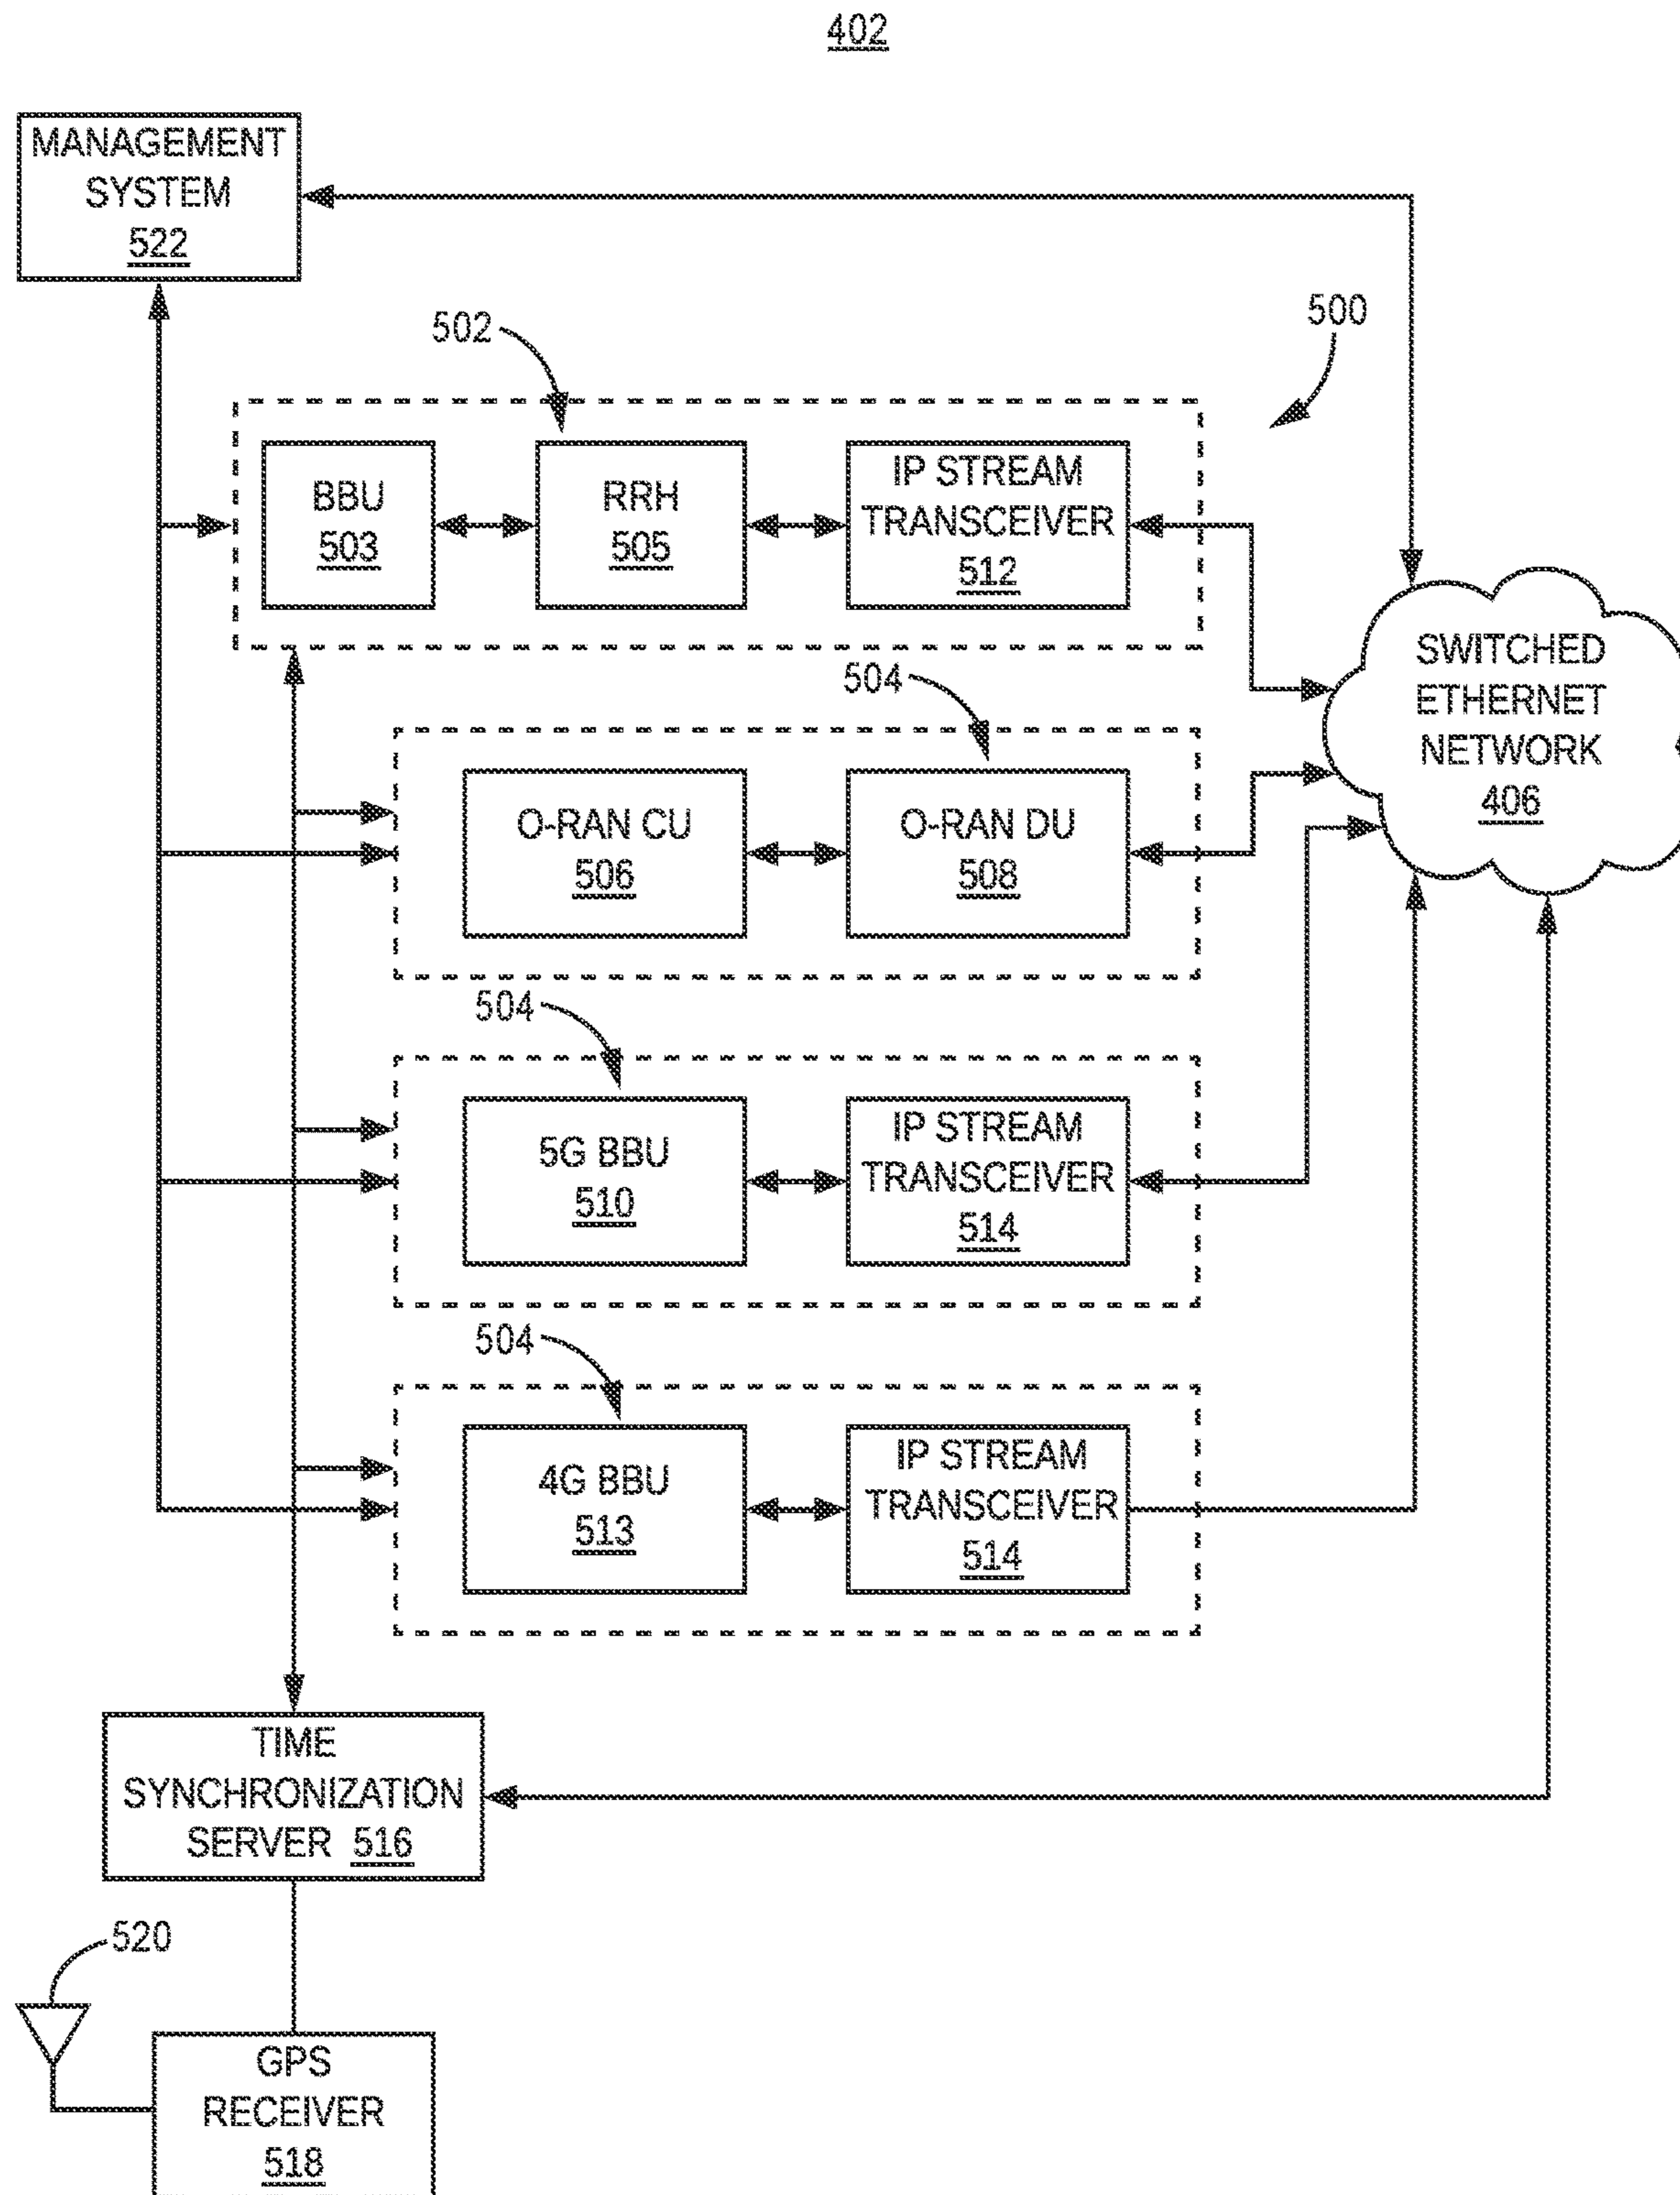 402
MANAGEMENT
SYSTEM
522
502
500
BBU
503
RRH
505
IP STREAM
TRANSCEIVER
512
SWITCHED
ETHERNET
NETWORK
406
504
O-RAN CU
506
O-RAN DU
508
504
5G BBU
510
IP STREAM
TRANSCEIVER
514
504
4G BBU
513
IP STREAM
TRANSCEIVER
514
TIME
SYNCHRONIZATION
SERVER 516
520
GPS
RECEIVER
518